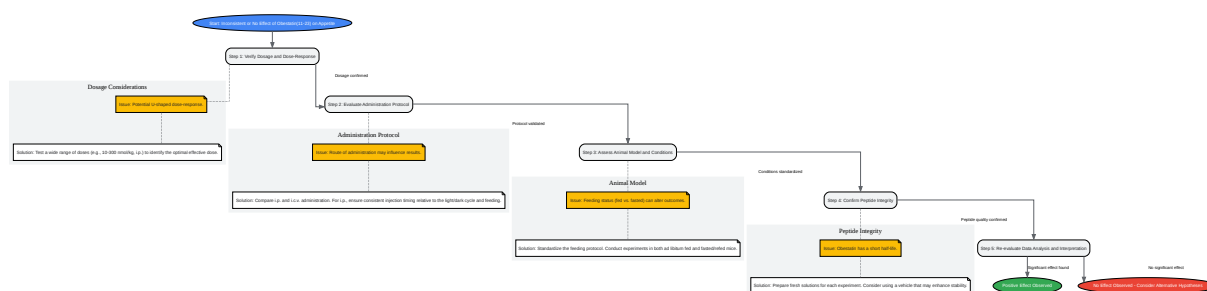 Start: Inconsistent or No Effect of Obestatin(11-23) on Appetite
Step 1: Verify Dosage and Dose-Response
Dosage confirmed
Dosage Considerations
Issue: Potential U-shaped dose-response.
Solution: Test a wide range of doses (e.g., 10-300 nmol/kg, i.p.) to identify the optimal effective dose.
Step 2: Evaluate Administration Protocol
Protocol validated
Administration Protocol
Issue: Route of administration may influence results.
Solution: Compare i.p. and i.c.v. administration. For i.p., ensure consistent injection timing relative to the light/dark cycle and feeding.
Step 3: Assess Animal Model and Conditions
Conditions standardized
Animal Model
Issue: Feeding status (fed vs. fasted) can alter outcomes.
Solution: Standardize the feeding protocol. Conduct experiments in both ad libitum fed and fasted/refed mice.
Step 4: Confirm Peptide Integrity
Peptide quality confirmed
Peptide Integrity
Issue: Obestatin has a short half-life.
Solution: Prepare fresh solutions for each experiment. Consider using a vehicle that may enhance stability.
Step 5: Re-evaluate Data Analysis and Interpretation
Significant effect found
No significant effect
Positive Effect Observed
No Effect Observed - Consider Alternative Hypotheses